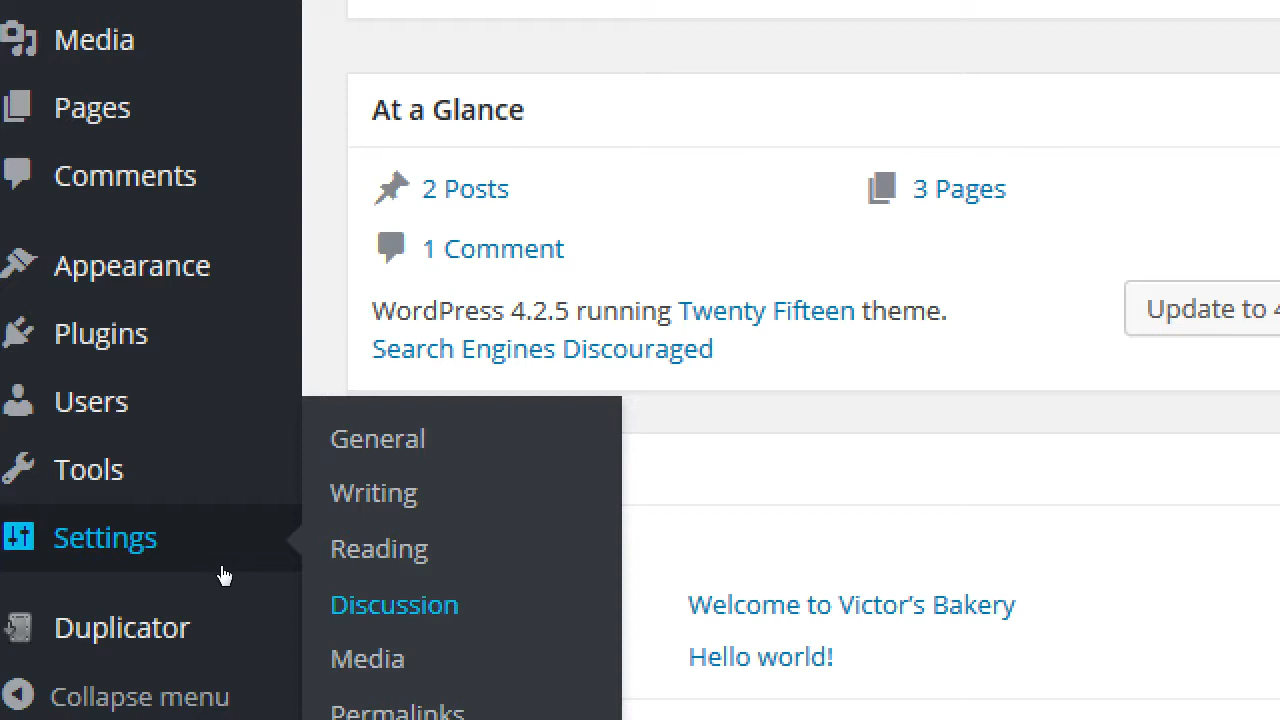 Media
Pages
Comments
Appearance
Plugins
Users
Tools
Settings
Duplicator
Collapse menu
At a Glance
2 Posts
3 Pages
1 Comment
WordPress 4.2.5 running Twenty Fifteen theme.
Update to 4
Search Engines Discouraged
General
Writing
Reading
Discussion
Media
Permalinks
Welcome to Victor’s Bakery
Hello world!